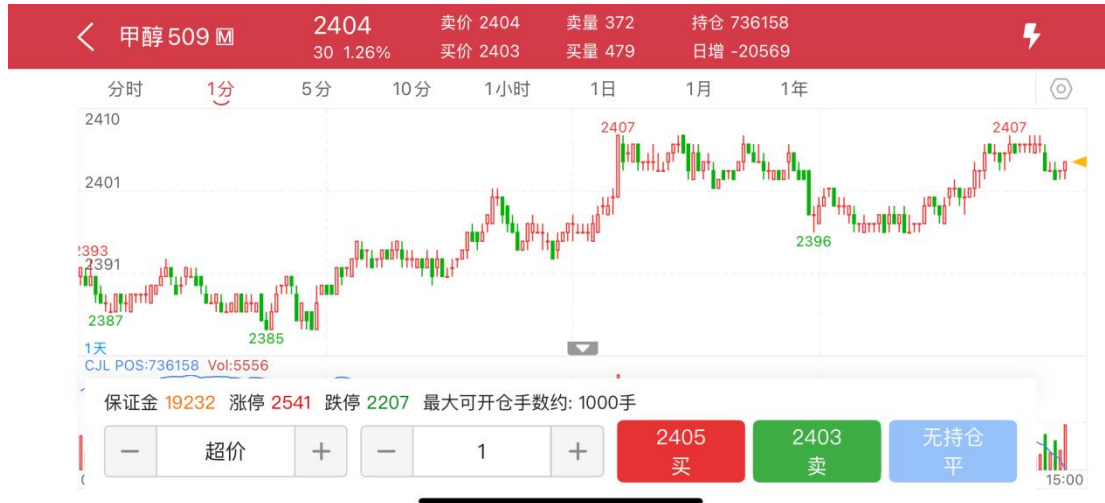 甲醇509 M
2404
30 1.26%
卖价 2404 卖量 372 持仓 736158
买价 2403 买量 479 日增 -20569
分时 1分 5分 10分 1小时 1日 1月 1年
2410
2407 2407
2401
2396
2393
2391
2387
2385
1天
CJL POS:736158 Vol:5556
保证金 19232 涨停 2541 跌停 2207 最大可开仓手数约: 1000手
— 超价 + — 1 +
2405 2403 无持仓
买 卖 平
15:00